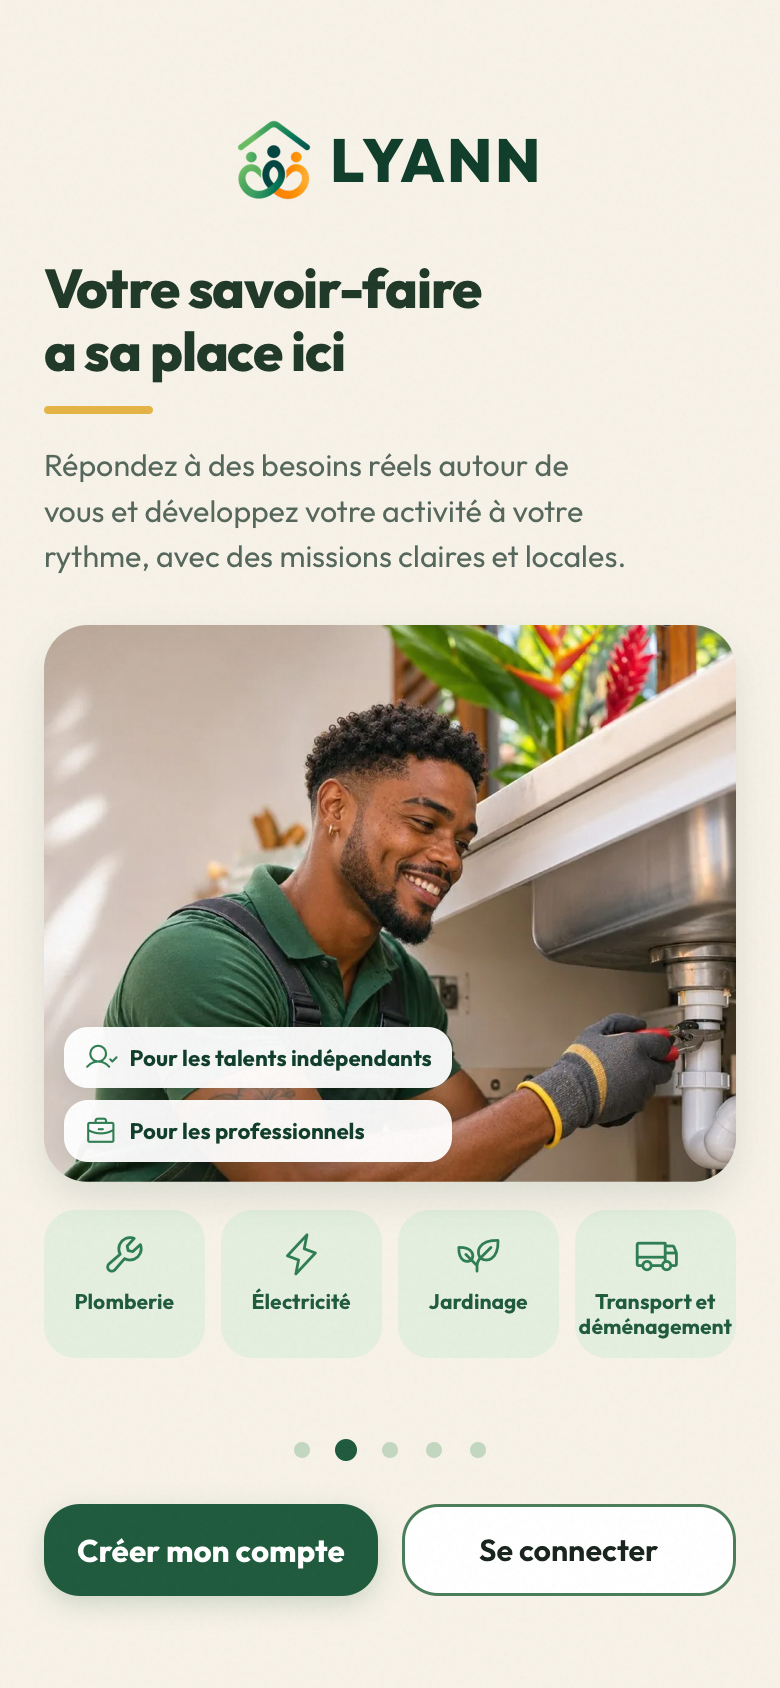 LYANN
Votre savoir-faire
a sa place ici
Répondez à des besoins réels autour de
vous et développez votre activité à votre
rythme, avec des missions claires et locales.
Pour les talents indépendants
Pour les professionnels
Plomberie
Électricité
Jardinage
Transport et
déménagement
Créer mon compte
Se connecter